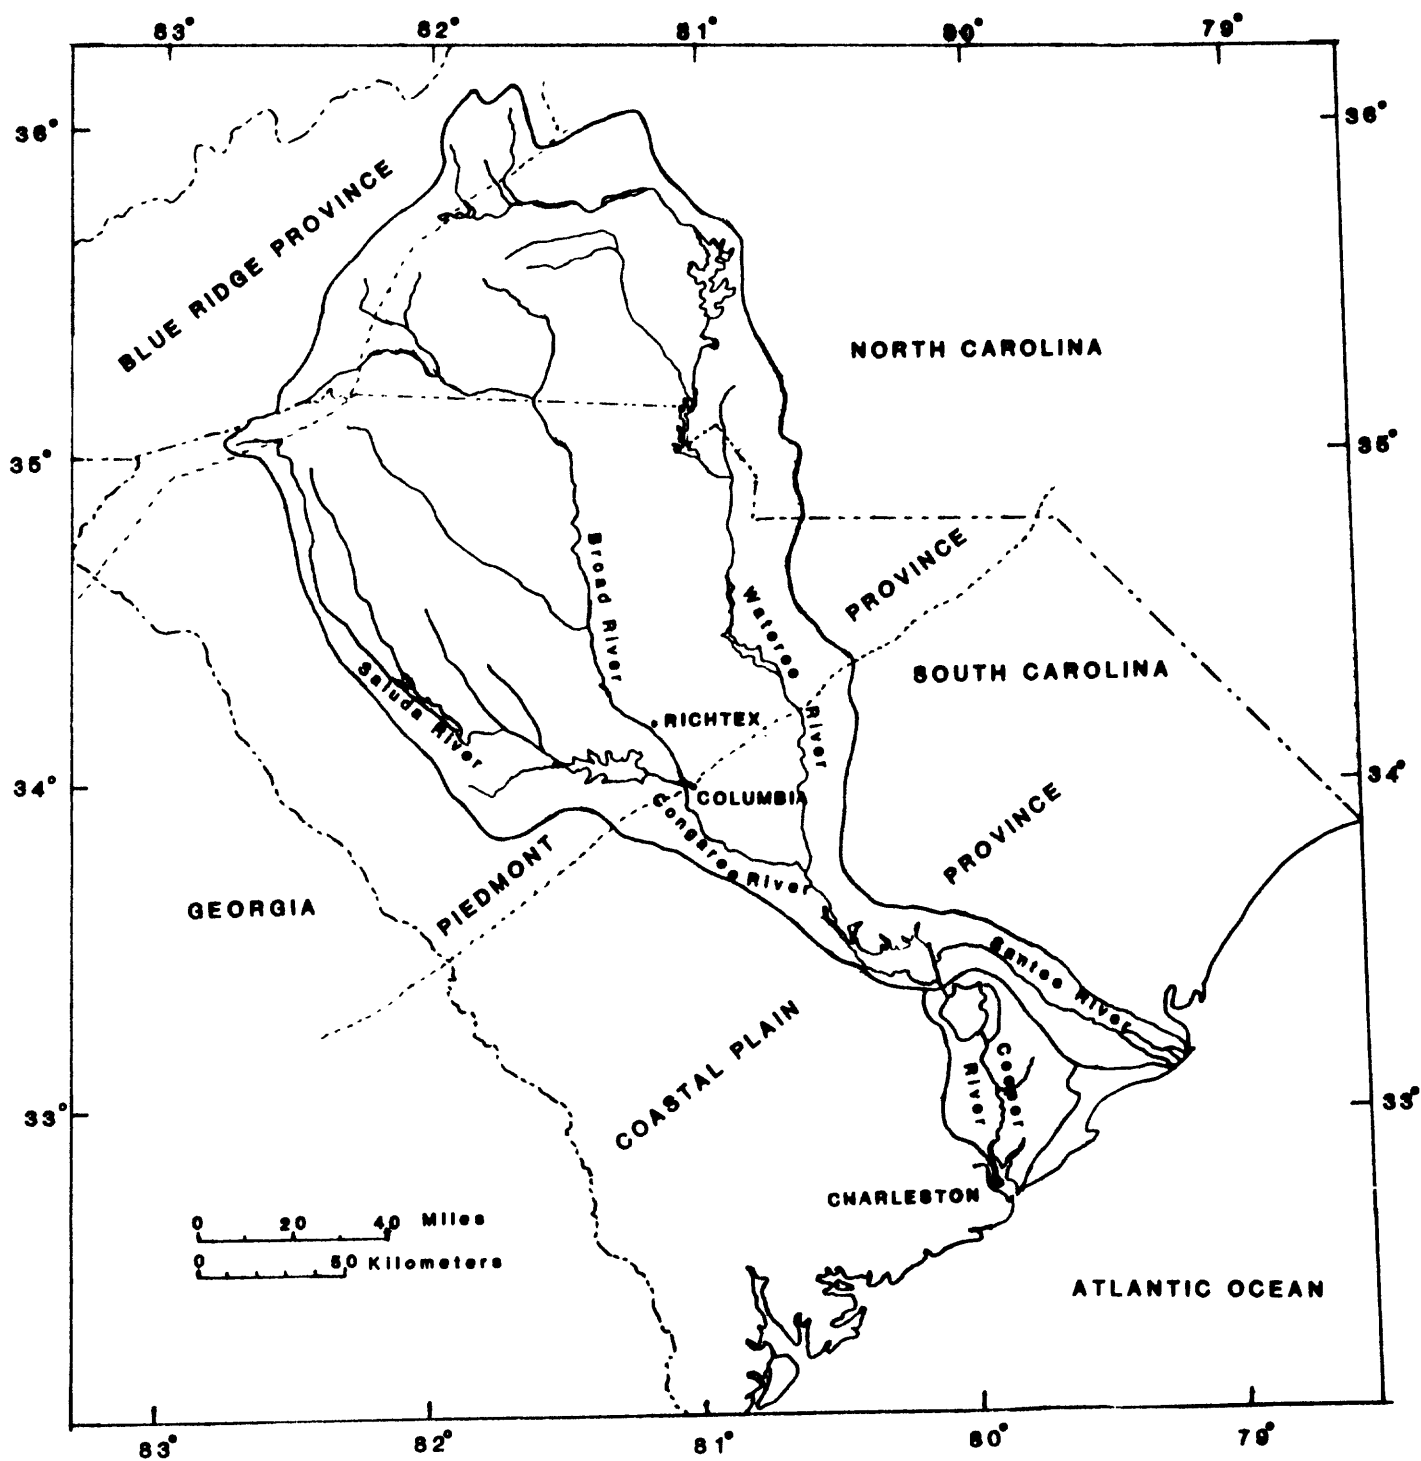 83° 82° 81° 80° 79°
36° 36°
BLUE RIDGE PROVINCE
NORTH CAROLINA
35° 35°
Broad River
Wateree River
PROVINCE
SOUTH CAROLINA
Saluda River
RICHTEX
34° 34°
COLUMBIA
Congaree River
PROVINCE
PIEDMONT
GEORGIA
Santee River
COASTAL PLAIN
Cooper River
33° 33°
CHARLESTON
0 20 40 Miles
0 50 Kilometers
ATLANTIC OCEAN
83° 82° 81° 80° 79°